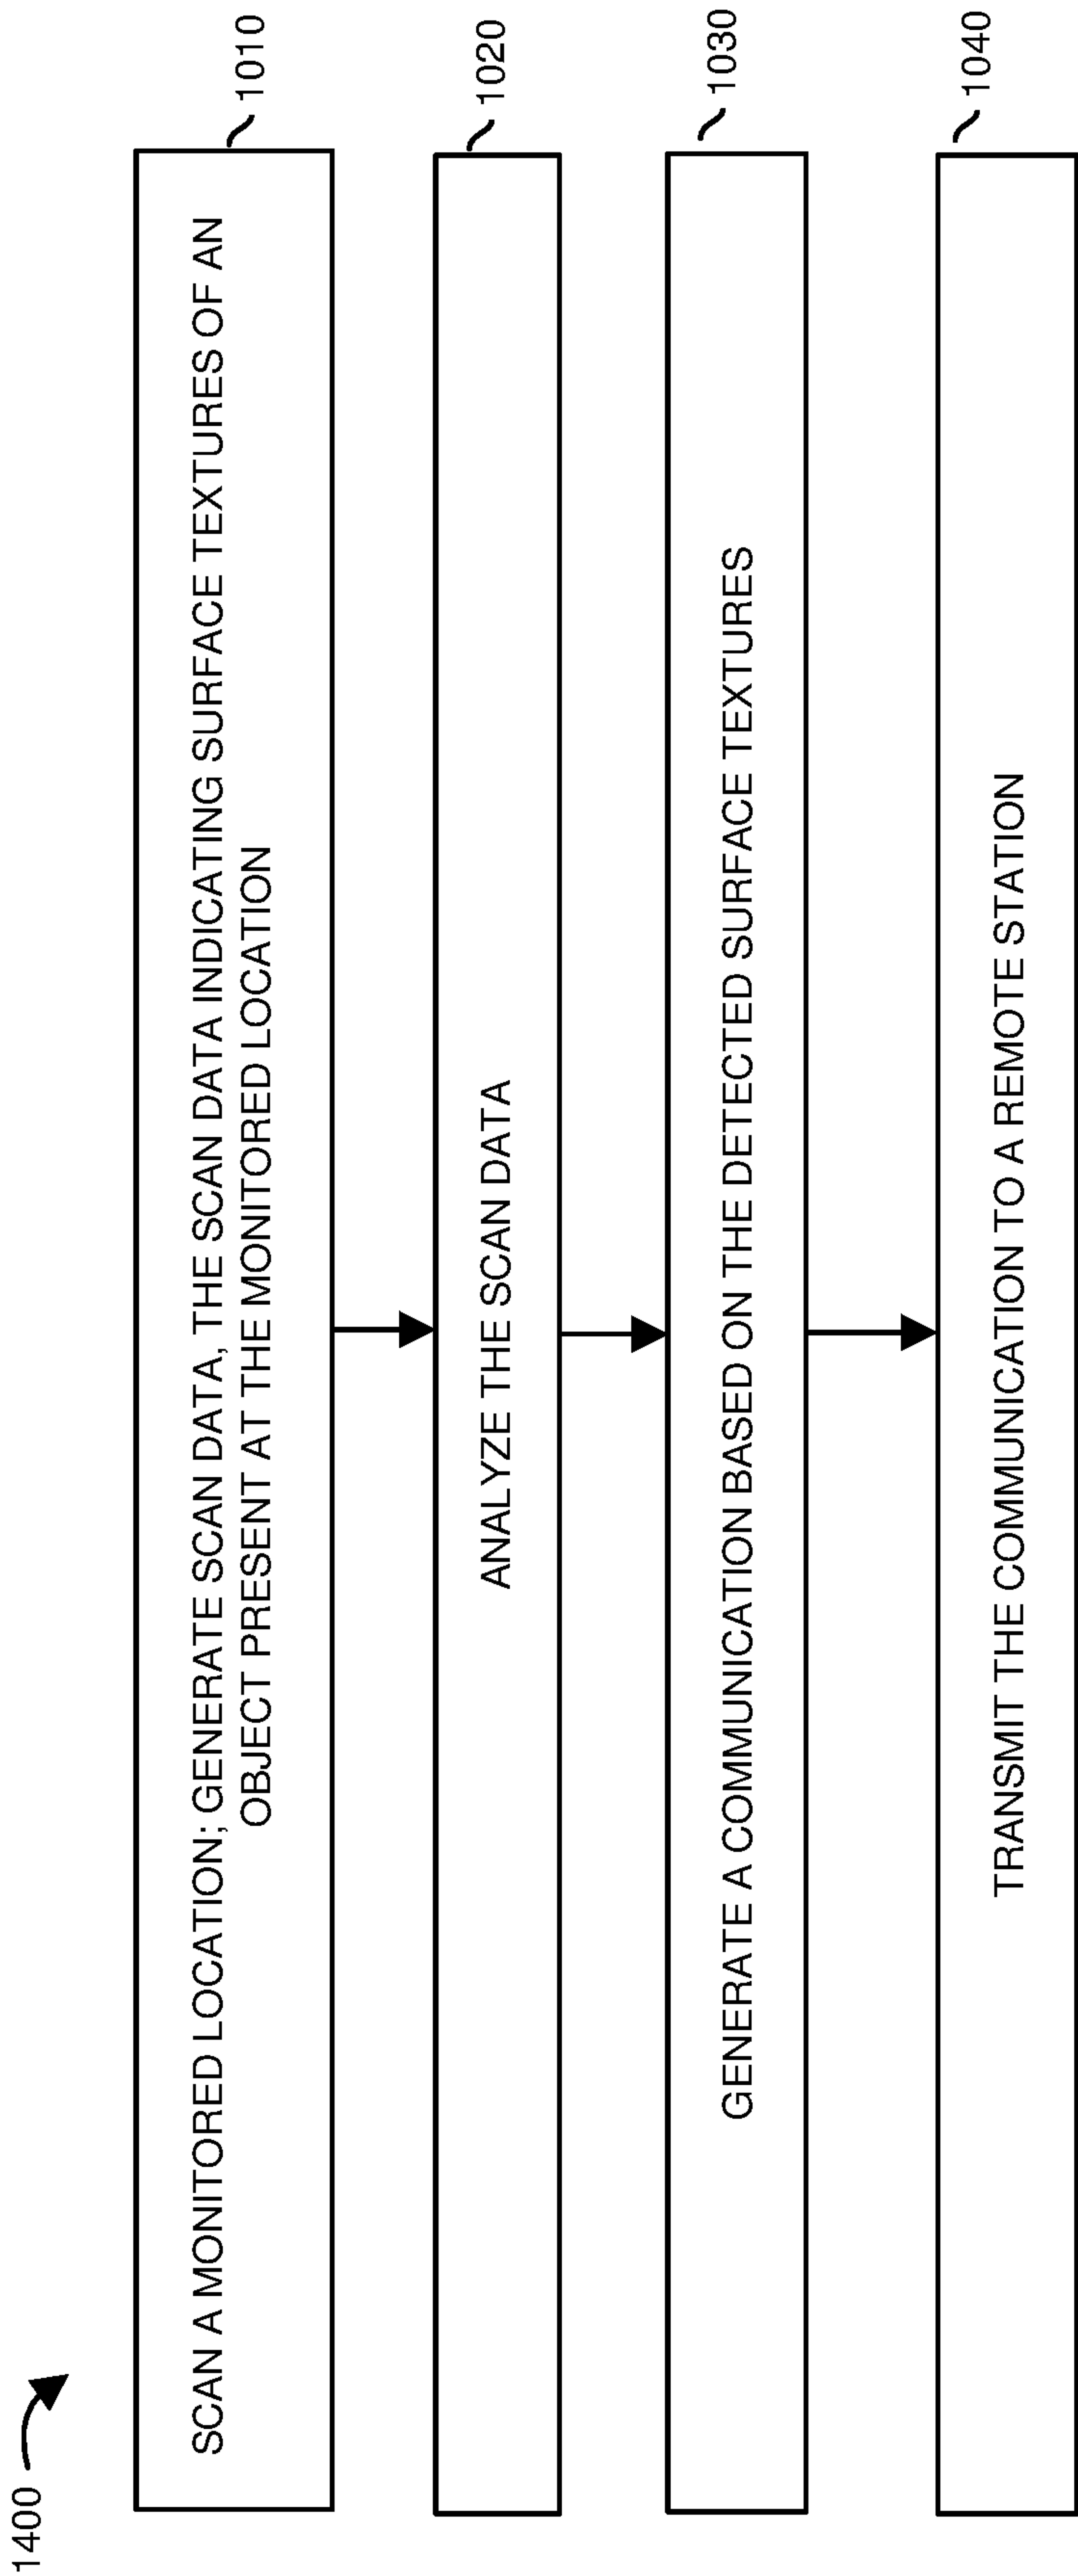 1400
SCAN A MONITORED LOCATION; GENERATE SCAN DATA, THE SCAN DATA INDICATING SURFACE TEXTURES OF AN
OBJECT PRESENT AT THE MONITORED LOCATION
1010
ANALYZE THE SCAN DATA
1020
GENERATE A COMMUNICATION BASED ON THE DETECTED SURFACE TEXTURES
1030
TRANSMIT THE COMMUNICATION TO A REMOTE STATION
1040